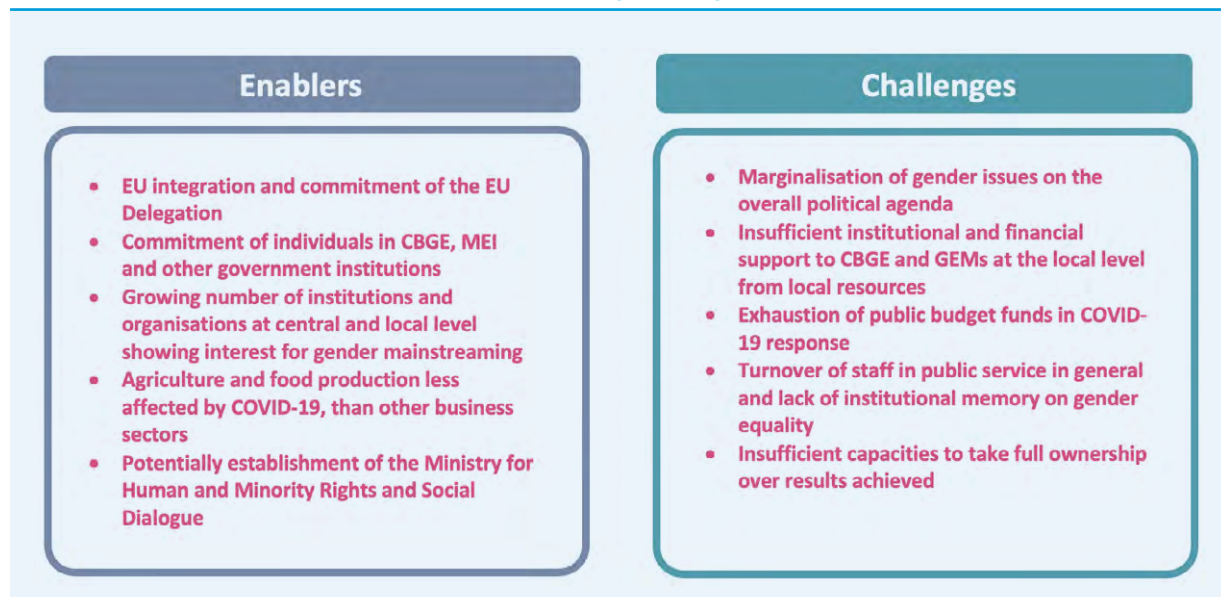 Enablers
• EU integration and commitment of the EU
Delegation
• Commitment of individuals in CBGE, MEI
and other government institutions
• Growing number of institutions and
organisations at central and local level
showing interest for gender mainstreaming
• Agriculture and food production less
affected by COVID-19, than other business
sectors
• Potentially establishment of the Ministry for
Human and Minority Rights and Social
Dialogue
Challenges
• Marginalisation of gender issues on the
overall political agenda
• Insufficient institutional and financial
support to CBGE and GEMs at the local level
from local resources
• Exhaustion of public budget funds in COVID-
19 response
• Turnover of staff in public service in general
and lack of institutional memory on gender
equality
• Insufficient capacities to take full ownership
over results achieved